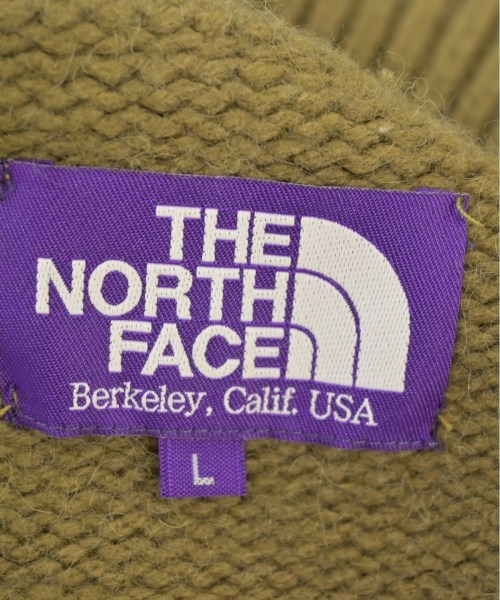 THE
NORTH
FACE
Berkeley, Calif. USA
L